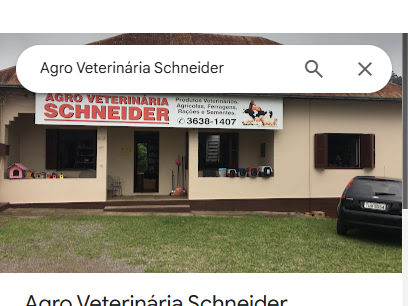 Agro Veterinária Schneider
AGRO VETERINÁRIA
SCHNEIDER
Produtos Veterinários,
Agrícolas, Ferragens,
Rações e Sementes.
3638-1407
Agro Veterinária Schneider